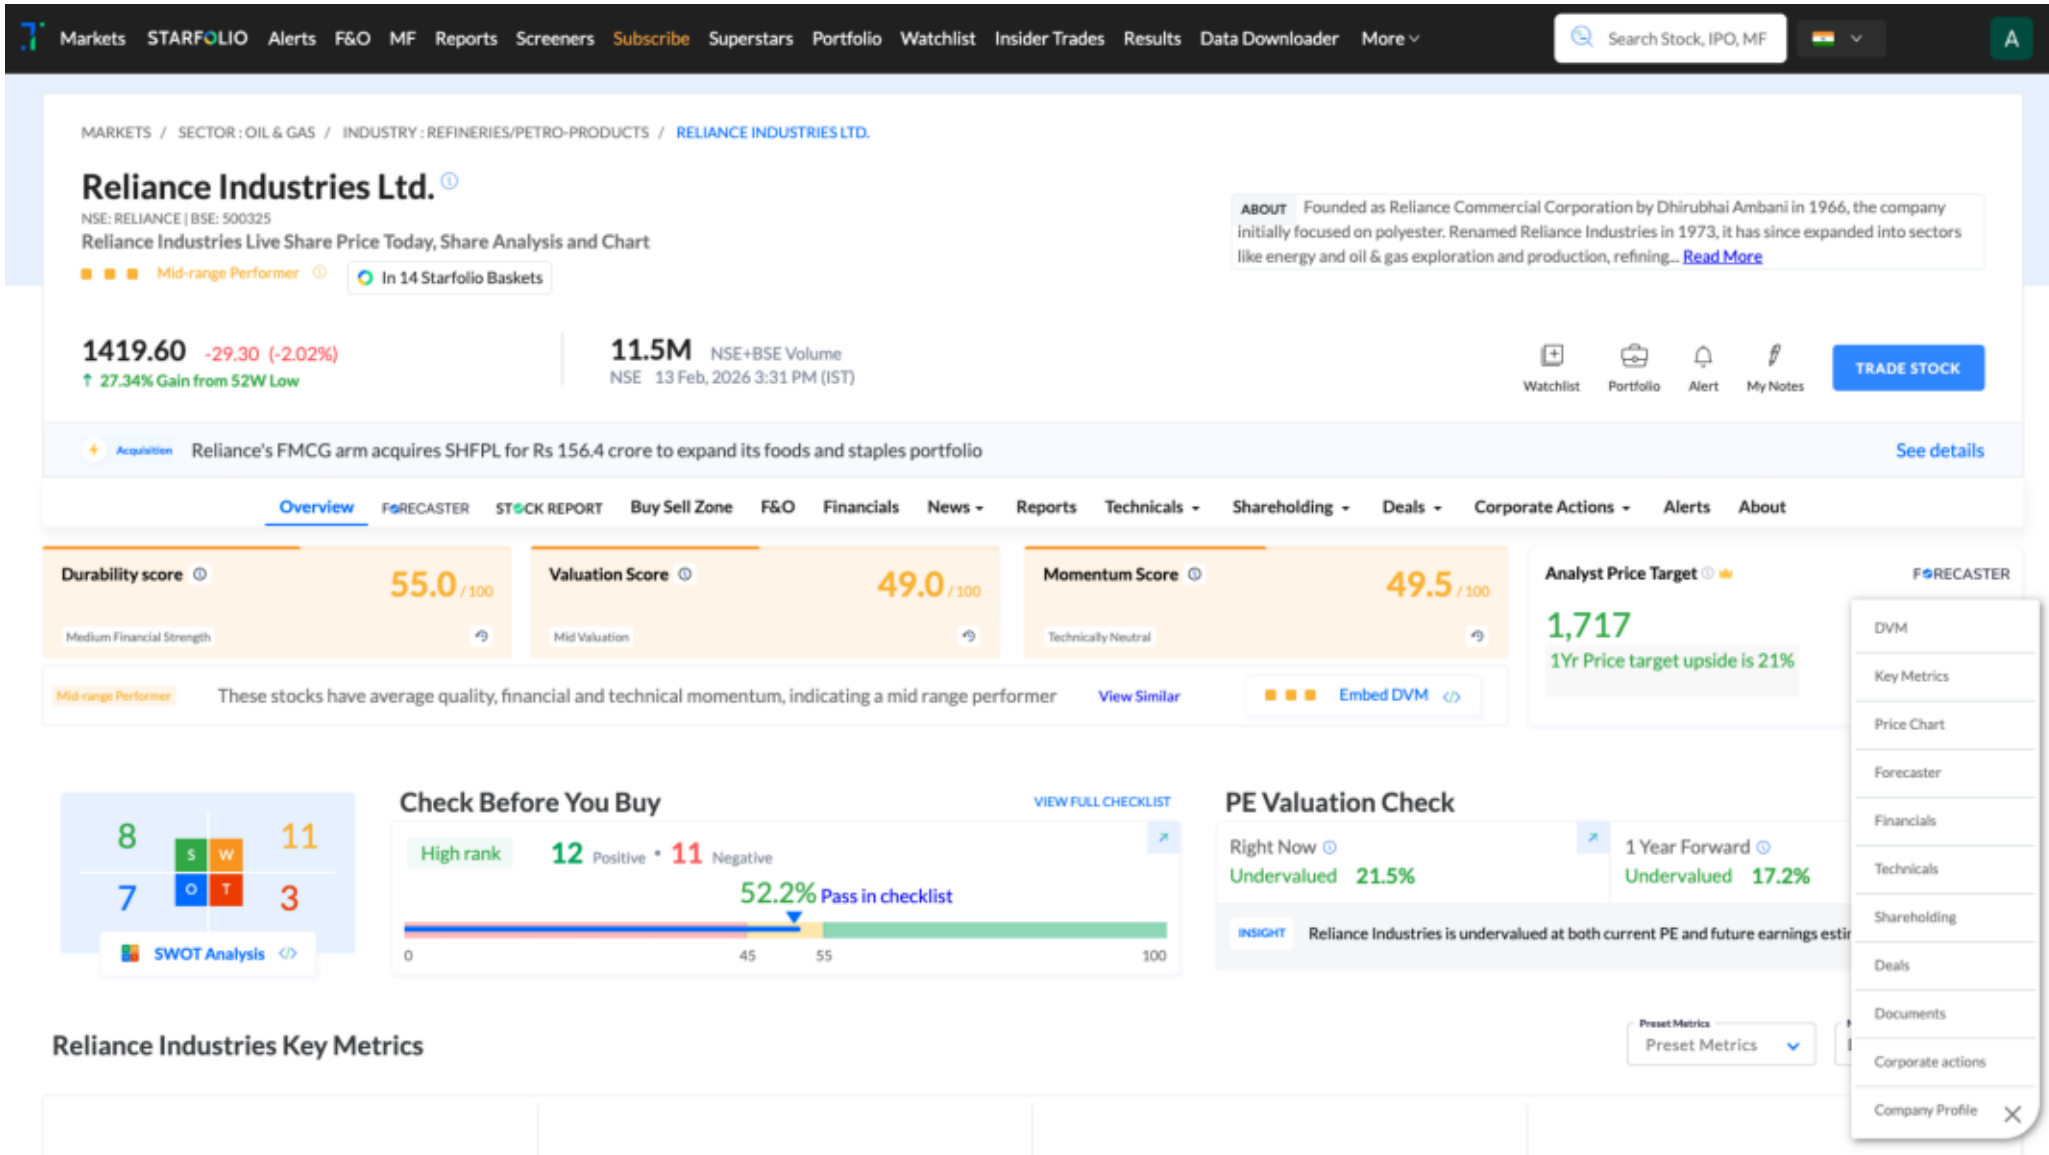 Markets STARFOLIO Alerts F&O MF Reports Screeners Subscribe Superstars Portfolio Watchlist Insider Trades Results Data Downloader More Search Stock, IPO, MF A
MARKETS / SECTOR : OIL & GAS / INDUSTRY : REFINERIES/PETRO-PRODUCTS / RELIANCE INDUSTRIES LTD.
Reliance Industries Ltd.
NSE: RELIANCE | BSE: 500325
Reliance Industries Live Share Price Today, Share Analysis and Chart
Mid-range Performer In 14 Starfolio Baskets
ABOUT Founded as Reliance Commercial Corporation by Dhirubhai Ambani in 1966, the company
initially focused on polyester. Renamed Reliance Industries in 1973, it has since expanded into sectors
like energy and oil & gas exploration and production, refining... Read More
1419.60 -29.30 (-2.02%)
↑ 27.34% Gain from 52W Low
11.5M NSE+BSE Volume
NSE 13 Feb, 2026 3:31 PM (IST)
Watchlist Portfolio Alert My Notes TRADE STOCK
Acquisition Reliance's FMCG arm acquires SHFPL for Rs 156.4 crore to expand its foods and staples portfolio See details
Overview FORECASTER STOCK REPORT Buy Sell Zone F&O Financials News Reports Technicals Shareholding Deals Corporate Actions Alerts About
Durability score 55.0 / 100
Medium Financial Strength
Valuation Score 49.0 / 100
Mid Valuation
Momentum Score 49.5 / 100
Technically Neutral
Analyst Price Target FORECASTER
1,717
1Yr Price target upside is 21%
Mid-range Performer These stocks have average quality, financial and technical momentum, indicating a mid range performer View Similar Embed DVM </>
8 S W 11
7 O T 3
SWOT Analysis </>
Check Before You Buy VIEW FULL CHECKLIST
High rank 12 Positive • 11 Negative
52.2% Pass in checklist
0 45 55 100
PE Valuation Check
Right Now
Undervalued 21.5%
1 Year Forward
Undervalued 17.2%
INSIGHT Reliance Industries is undervalued at both current PE and future earnings estir
Reliance Industries Key Metrics
Preset Metrics
Preset Metrics
DVM
Key Metrics
Price Chart
Forecaster
Financials
Technicals
Shareholding
Deals
Documents
Corporate actions
Company Profile